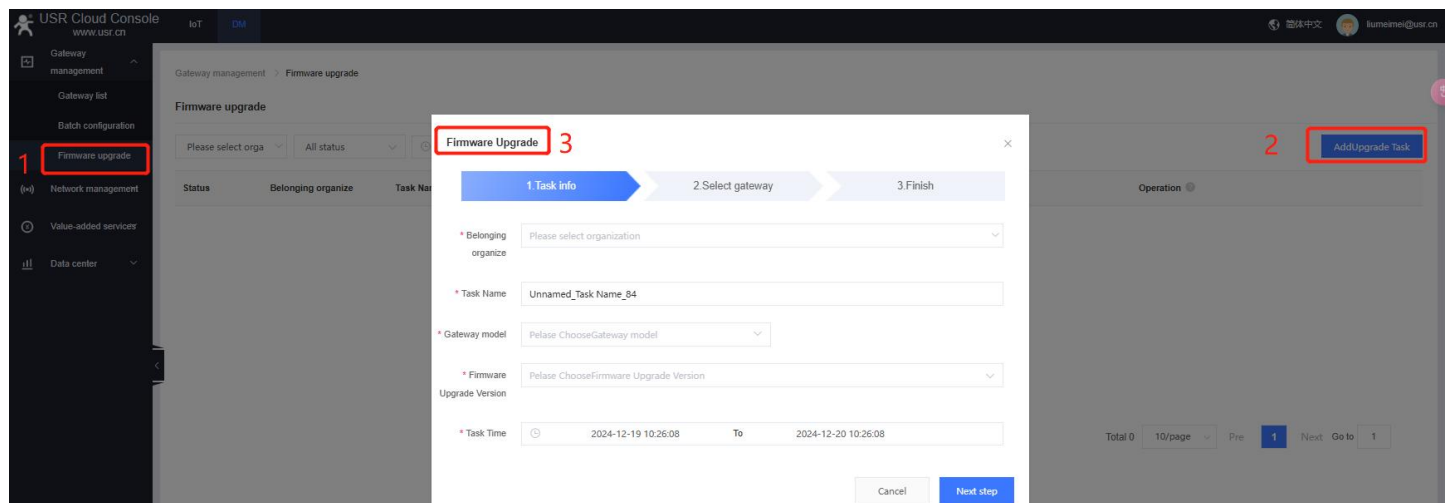 USR Cloud Console
www.usr.cn
IoT
DM
简体中文
liumeimei@usr.cn
Gateway
management
Gateway list
Batch configuration
1
Firmware upgrade
Network management
Value-added services
Data center
Gateway management > Firmware upgrade
Firmware upgrade
Please select orga
All status
2
AddUpgrade Task
Status
Belonging organize
Task Nar
Operation
Firmware Upgrade
3
1.Task info
2.Select gateway
3.Finish
* Belonging
organize
Please select organization
* Task Name
Unnamed_Task Name_84
* Gateway model
Pelase ChooseGateway model
* Firmware
Upgrade Version
Pelase ChooseFirmware Upgrade Version
* Task Time
2024-12-19 10:26:08 To 2024-12-20 10:26:08
Cancel
Next step
Total 0 10/page Pre 1 Next Go to 1